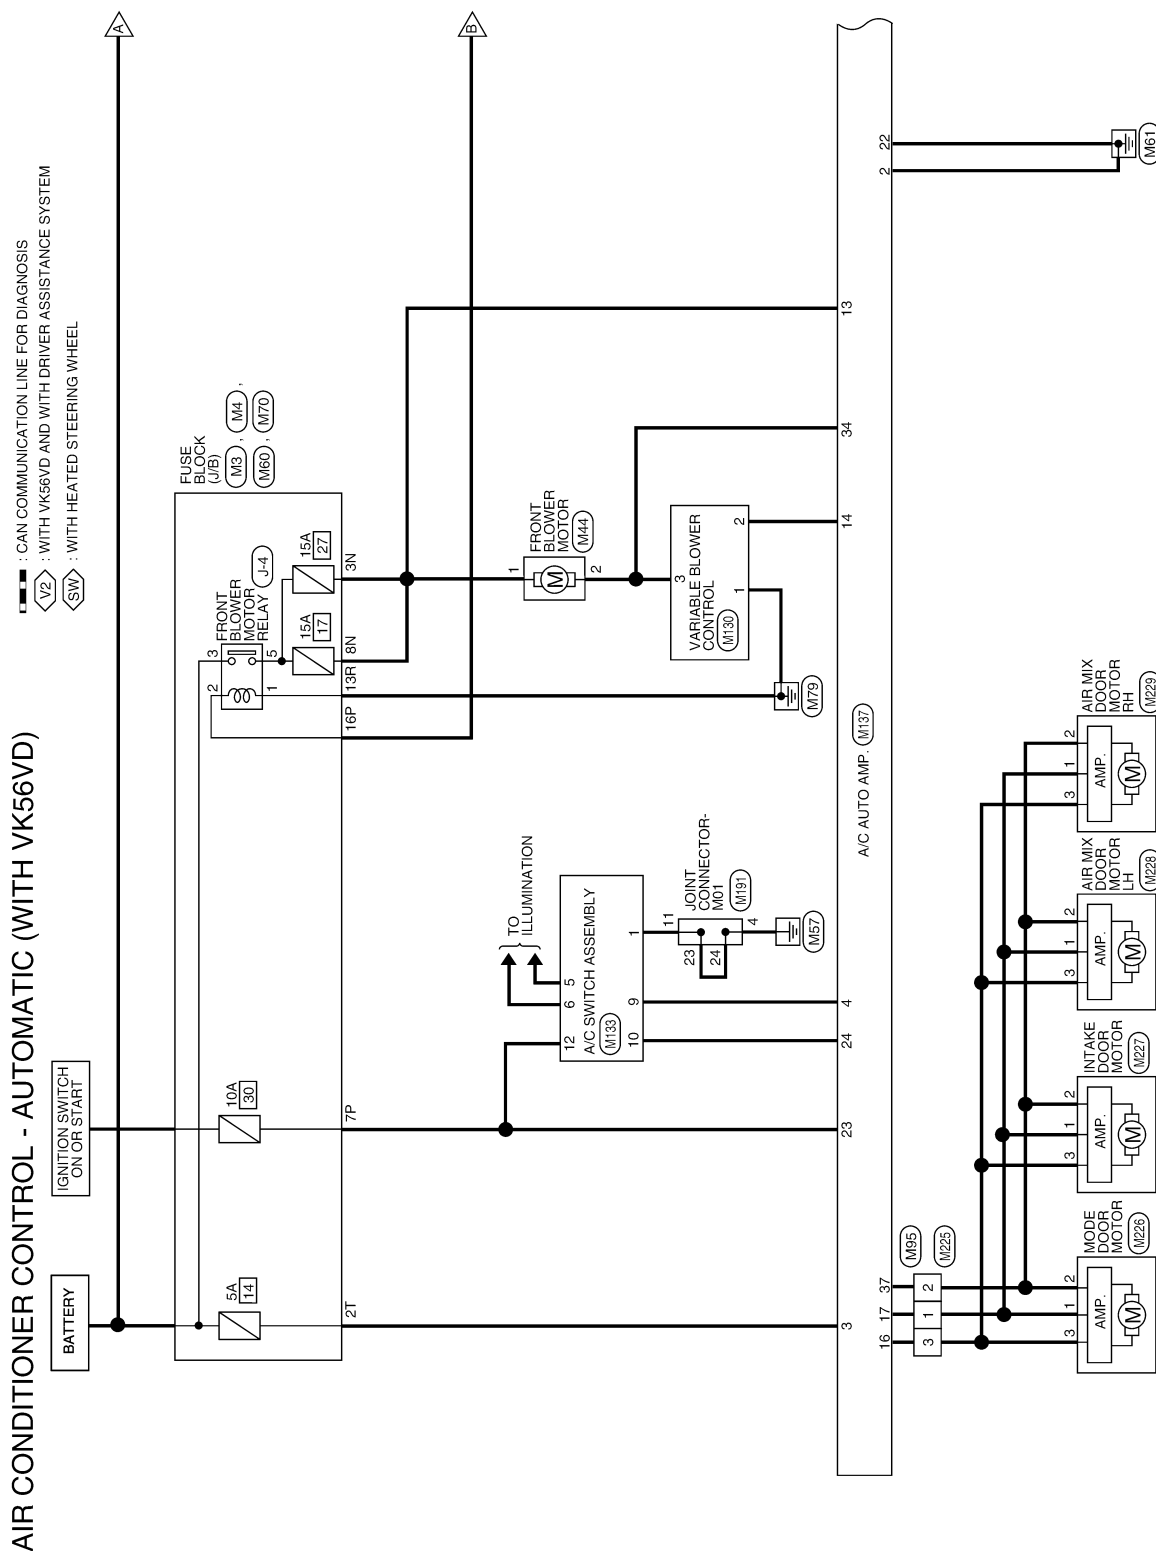 AIR CONDITIONER CONTROL - AUTOMATIC (WITH VK56VD)
: CAN COMMUNICATION LINE FOR DIAGNOSIS
V2 : WITH VK56VD AND WITH DRIVER ASSISTANCE SYSTEM
SW : WITH HEATED STEERING WHEEL
BATTERY
IGNITION SWITCH
ON OR START
A
FUSE
BLOCK
(J/B)
M3 , M4 ,
M60 , M70
5A
14
2T
10A
30
7P
FRONT
BLOWER
MOTOR
RELAY
J-4
2
3
1
5
15A
17
15A
27
16P
13R
8N
3N
B
TO
ILLUMINATION
12
6
5
A/C SWITCH ASSEMBLY
M133
10
9
1
JOINT
CONNECTOR-
M01
M191
11
23
24
4
M57
FRONT
BLOWER
MOTOR
M44
1
M
2
3
VARIABLE BLOWER
CONTROL
M130
1
2
M79
3
23
24
4
14
34
13
A/C AUTO AMP.
M137
16
17
37
2
22
M61
M95
M225
3
1
2
MODE
DOOR
MOTOR
M226
3
1
2
AMP.
M
INTAKE
DOOR
MOTOR
M227
3
1
2
AMP.
M
AIR MIX
DOOR
MOTOR
LH
M228
3
1
2
AMP.
M
AIR MIX
DOOR
MOTOR
RH
M229
3
1
2
AMP.
M